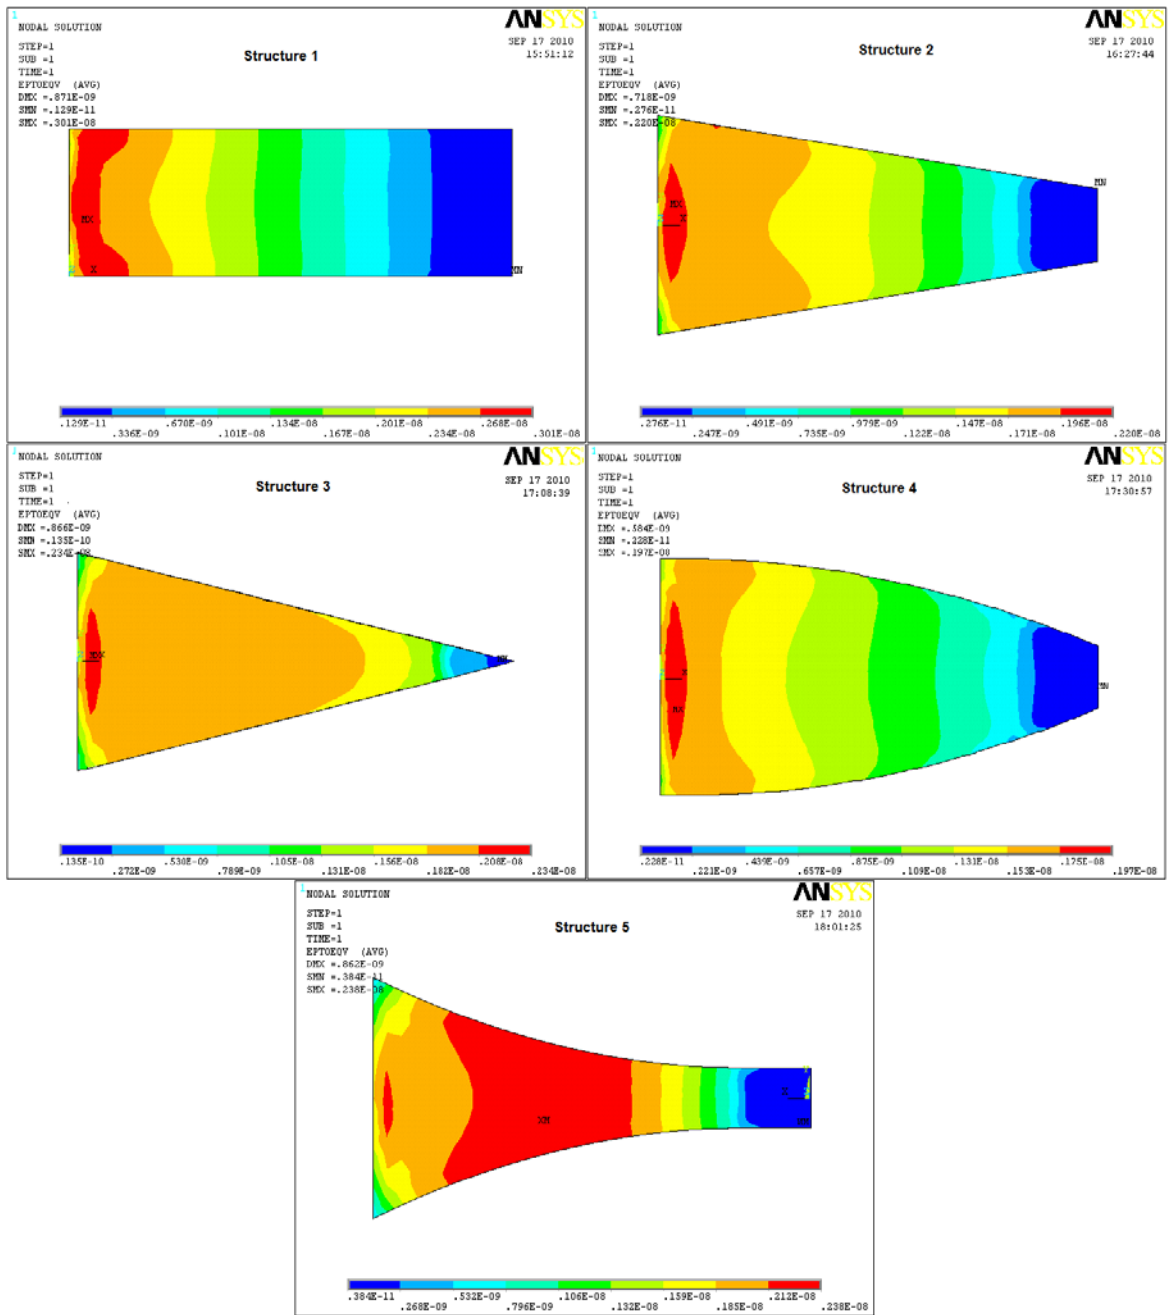 1
NODAL SOLUTION
STEP=1
SUB =1
TIME=1
EPTOEQV (AVG)
DMX =.871E-09
SMN =.129E-11
SMX =.301E-08
Structure 1
ANSYS
SEP 17 2010
15:51:12
MX
X
MN
.129E-11 .670E-09 .134E-08 .201E-08 .268E-08
.336E-09 .101E-08 .167E-08 .234E-08 .301E-08
1
NODAL SOLUTION
STEP=1
SUB =1
TIME=1
EPTOEQV (AVG)
DMX =.718E-09
SMN =.276E-11
SMX =.220E-08
Structure 2
ANSYS
SEP 17 2010
16:27:44
MN
MX
X
.276E-11 .491E-09 .979E-09 .147E-08 .196E-08
.247E-09 .735E-09 .122E-08 .171E-08 .220E-08
1
NODAL SOLUTION
STEP=1
SUB =1
TIME=1
EPTOEQV (AVG)
DMX =.866E-09
SMN =.135E-10
SMX =.234E-08
Structure 3
ANSYS
SEP 17 2010
17:08:39
.135E-10 .530E-09 .105E-08 .156E-08 .208E-08
.272E-09 .789E-09 .131E-08 .182E-08 .234E-08
1
NODAL SOLUTION
STEP=1
SUB =1
TIME=1
EPTOEQV (AVG)
DMX =.584E-09
SMN =.228E-11
SMX =.197E-08
Structure 4
ANSYS
SEP 17 2010
17:30:57
X
MX
MN
.228E-11 .439E-09 .875E-09 .131E-08 .175E-08
.221E-09 .657E-09 .109E-08 .153E-08 .197E-08
1
NODAL SOLUTION
STEP=1
SUB =1
TIME=1
EPTOEQV (AVG)
DMX =.862E-09
SMN =.384E-11
SMX =.238E-08
Structure 5
ANSYS
SEP 17 2010
18:01:25
X
XM
.384E-11 .532E-09 .106E-08 .159E-08 .212E-08
.268E-09 .796E-09 .132E-08 .185E-08 .238E-08